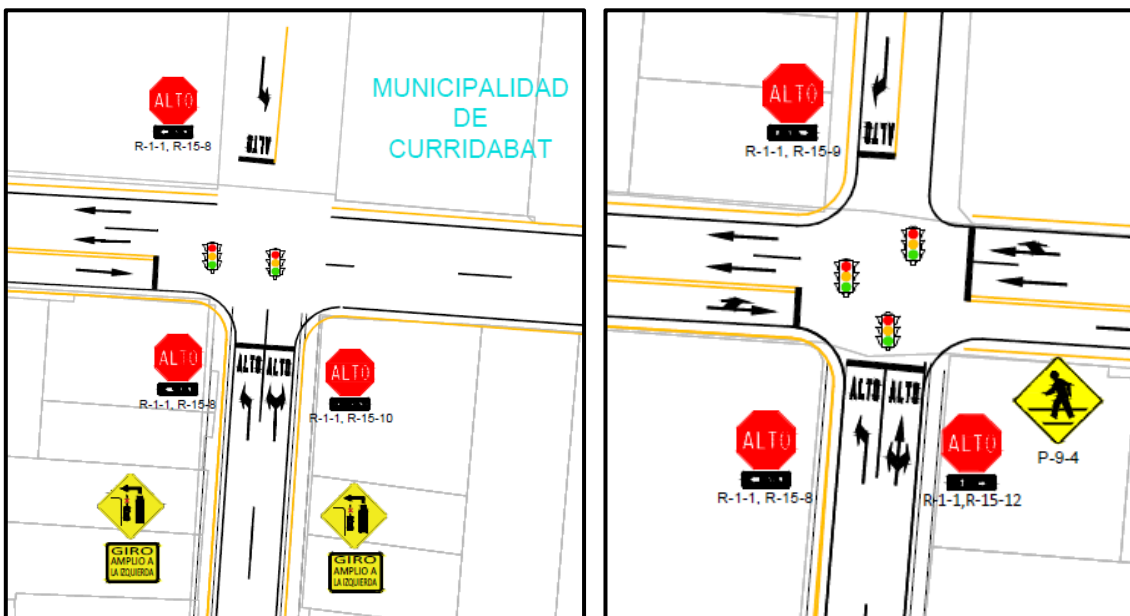 ALTO
R-1-1, R-15-8
ALTO
MUNICIPALIDAD
DE
CURRIDABAT
ALTO
R-1-1, R-15-8
ALTO
ALTO
ALTO
R-1-1, R-15-10
GIRO
AMPLIO A
LA IZQUIERDA
GIRO
AMPLIO A
LA IZQUIERDA
ALTO
R-1-1, R-15-9
ALTO
ALTO
R-1-1, R-15-8
ALTO
ALTO
ALTO
R-1-1,R-15-12
P-9-4